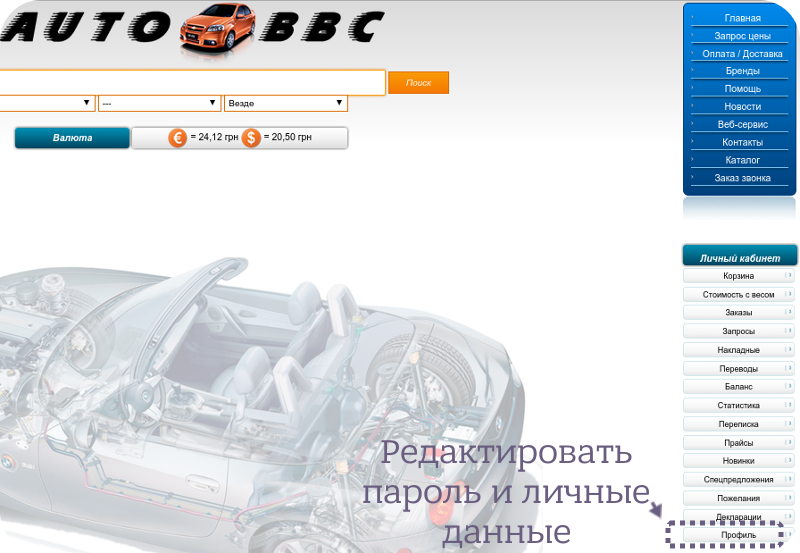 AUTO BBC
Поиск
---
Везде
Валюта
€ = 24,12 грн $ = 20,50 грн
Главная
Запрос цены
Оплата / Доставка
Бренды
Помощь
Новости
Веб-сервис
Контакты
Каталог
Заказ звонка
Личный кабинет
Корзина
Стоимость с весом
Заказы
Запросы
Накладные
Переводы
Баланс
Статистика
Переписка
Прайсы
Новинки
Спецпредложения
Пожелания
Декларации
Профиль
Редактировать
пароль и личные
данные